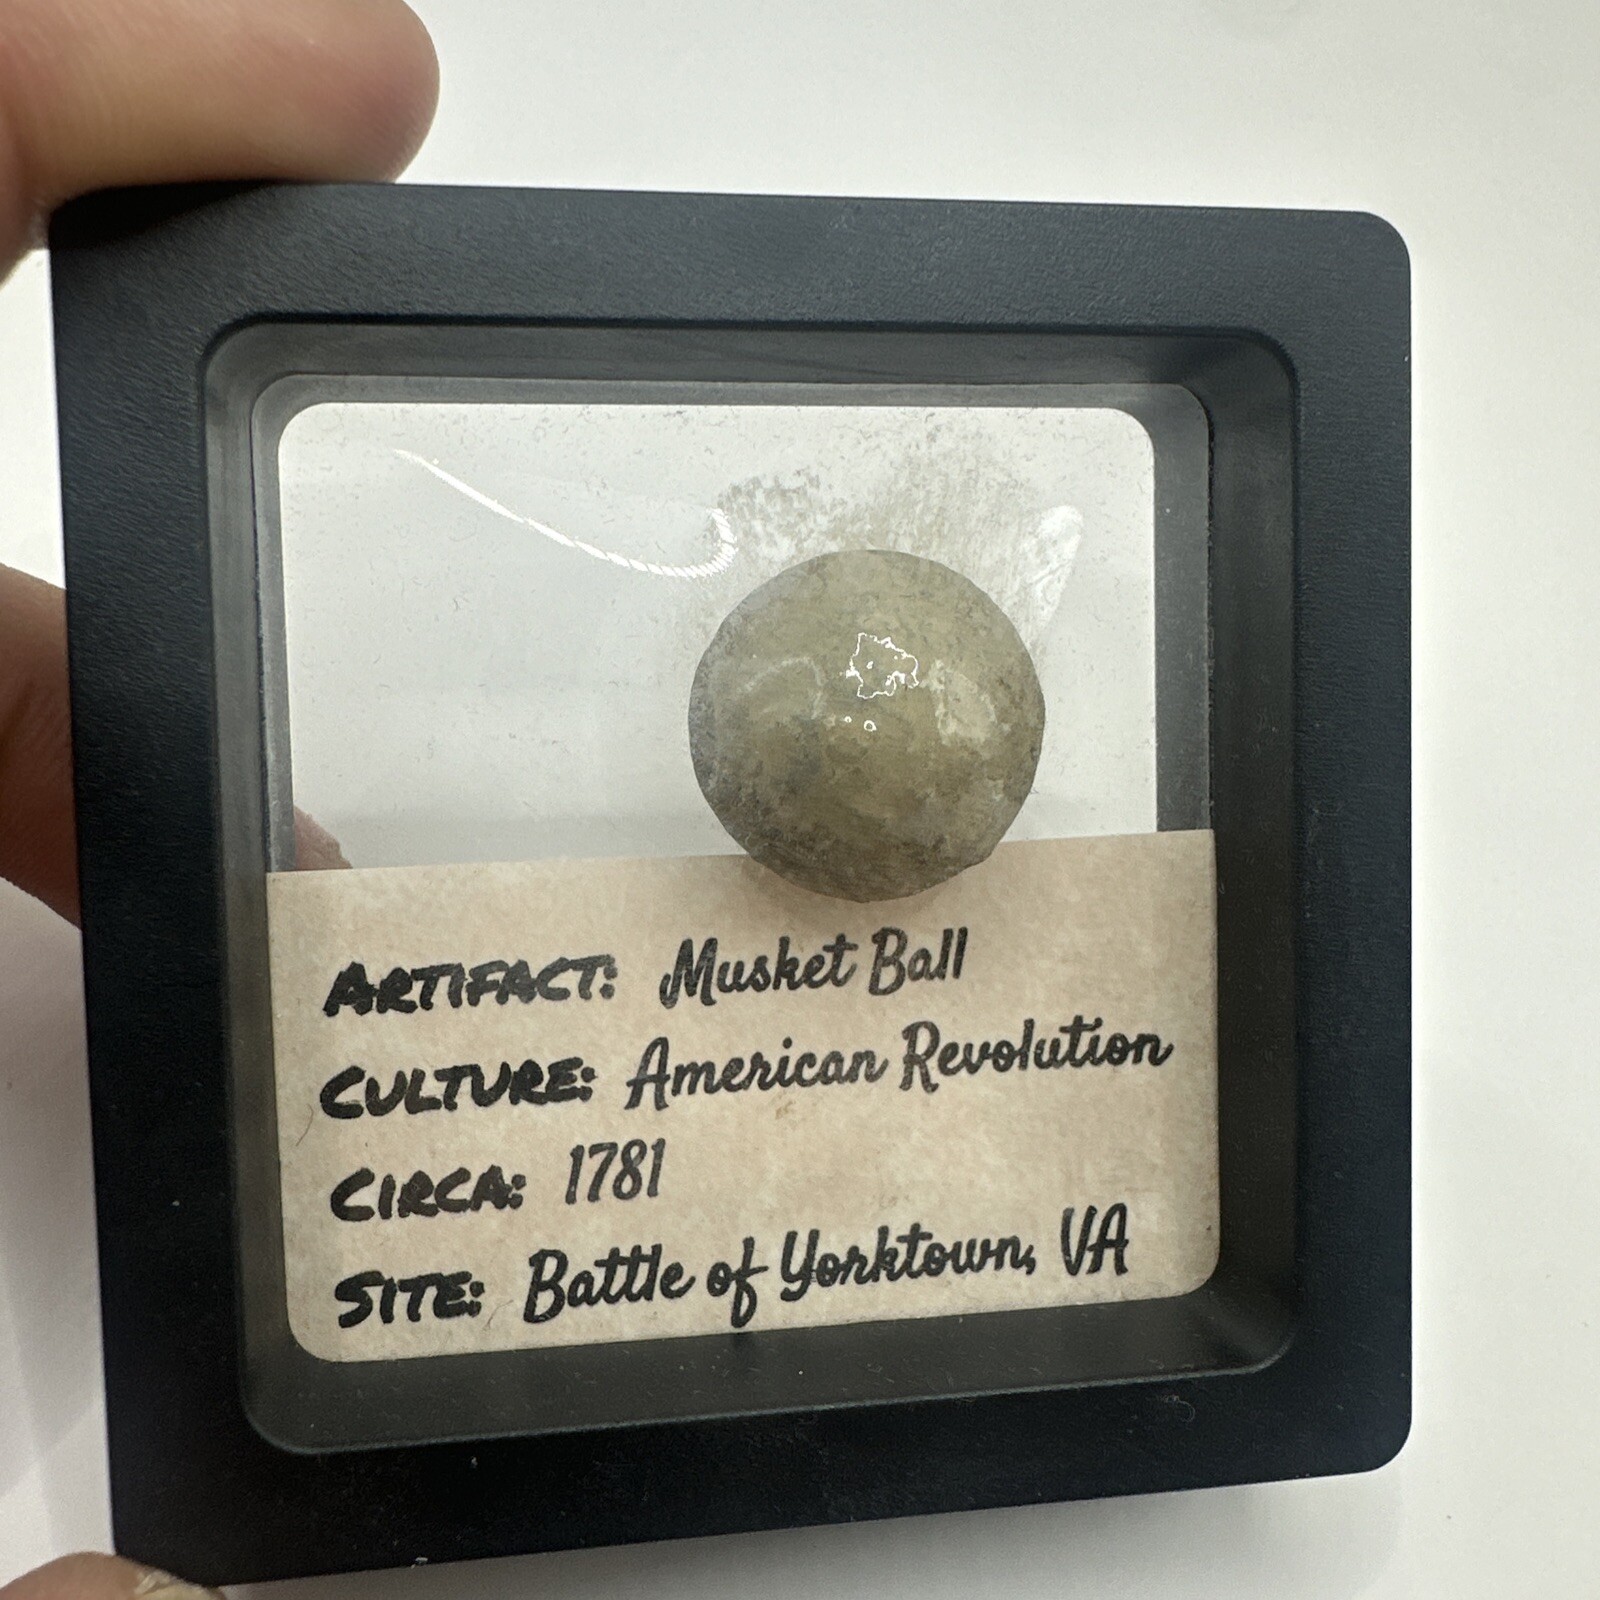 ARTIFACT: Musket Ball
CULTURE: American Revolution
CIRCA: 1781
SITE: Battle of Yorktown, VA